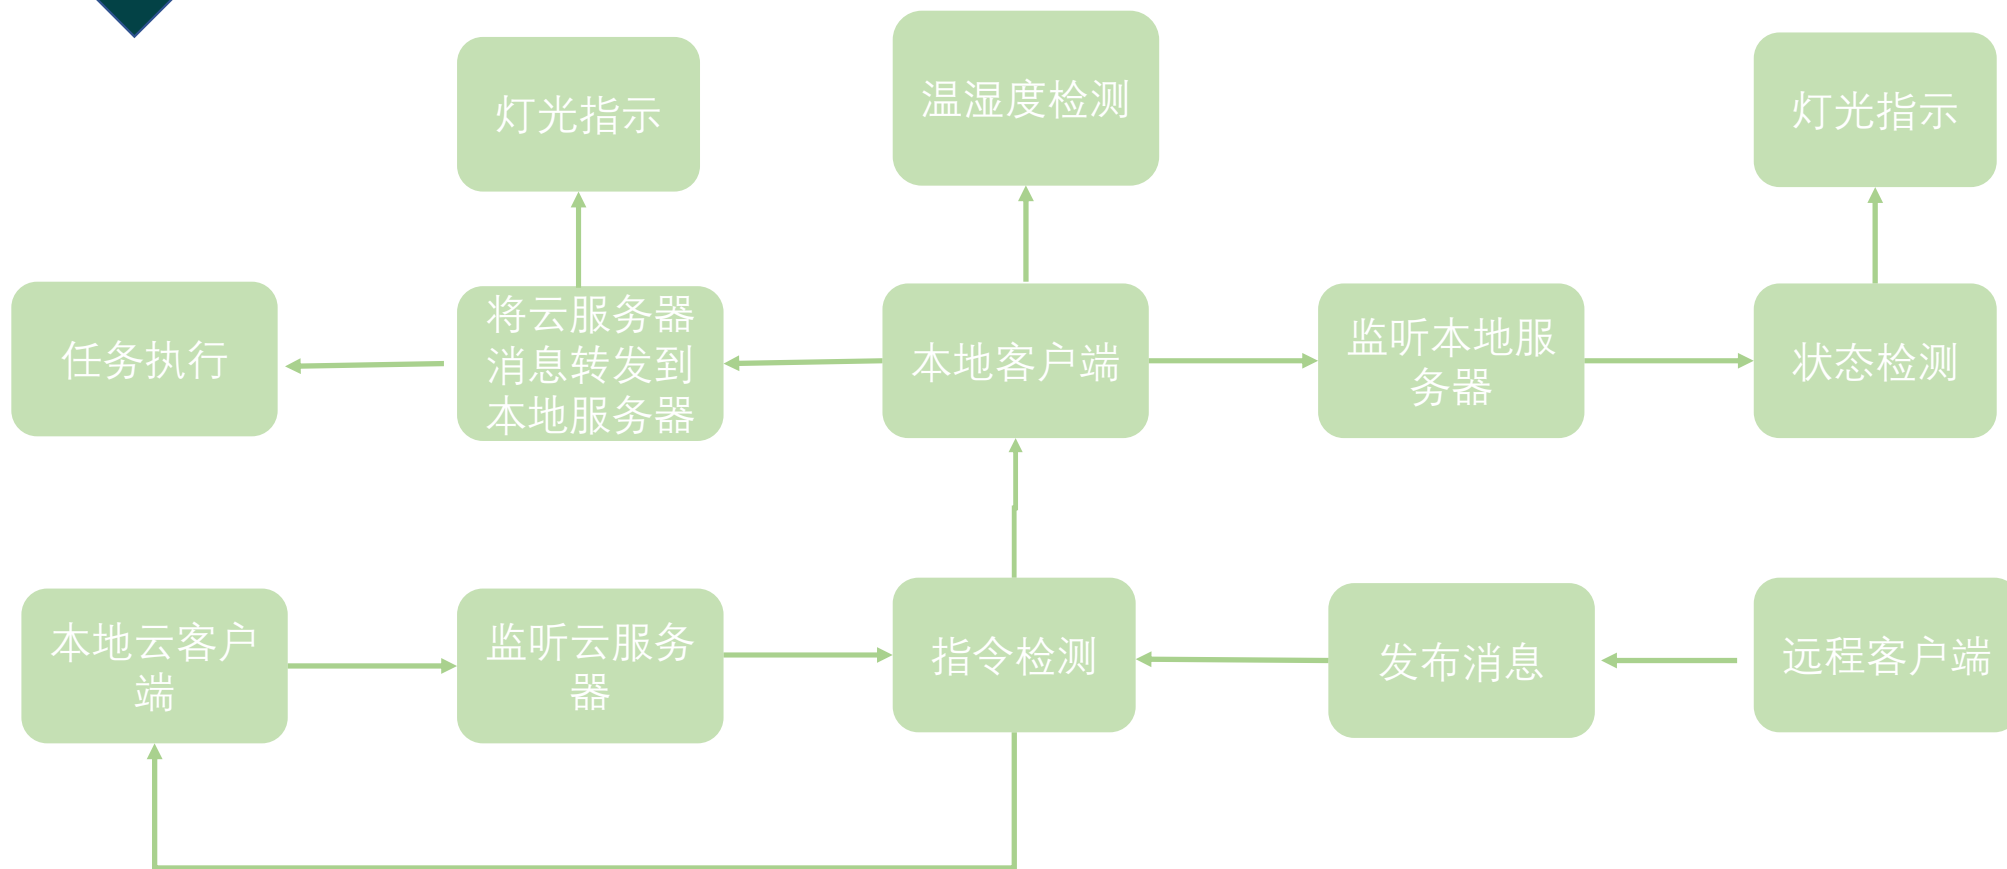 灯光指示
温湿度检测
灯光指示
任务执行
将云服务器
消息转发到
本地服务器
本地客户端
监听本地服
务器
状态检测
本地云客户
端
监听云服务
器
指令检测
发布消息
远程客户端